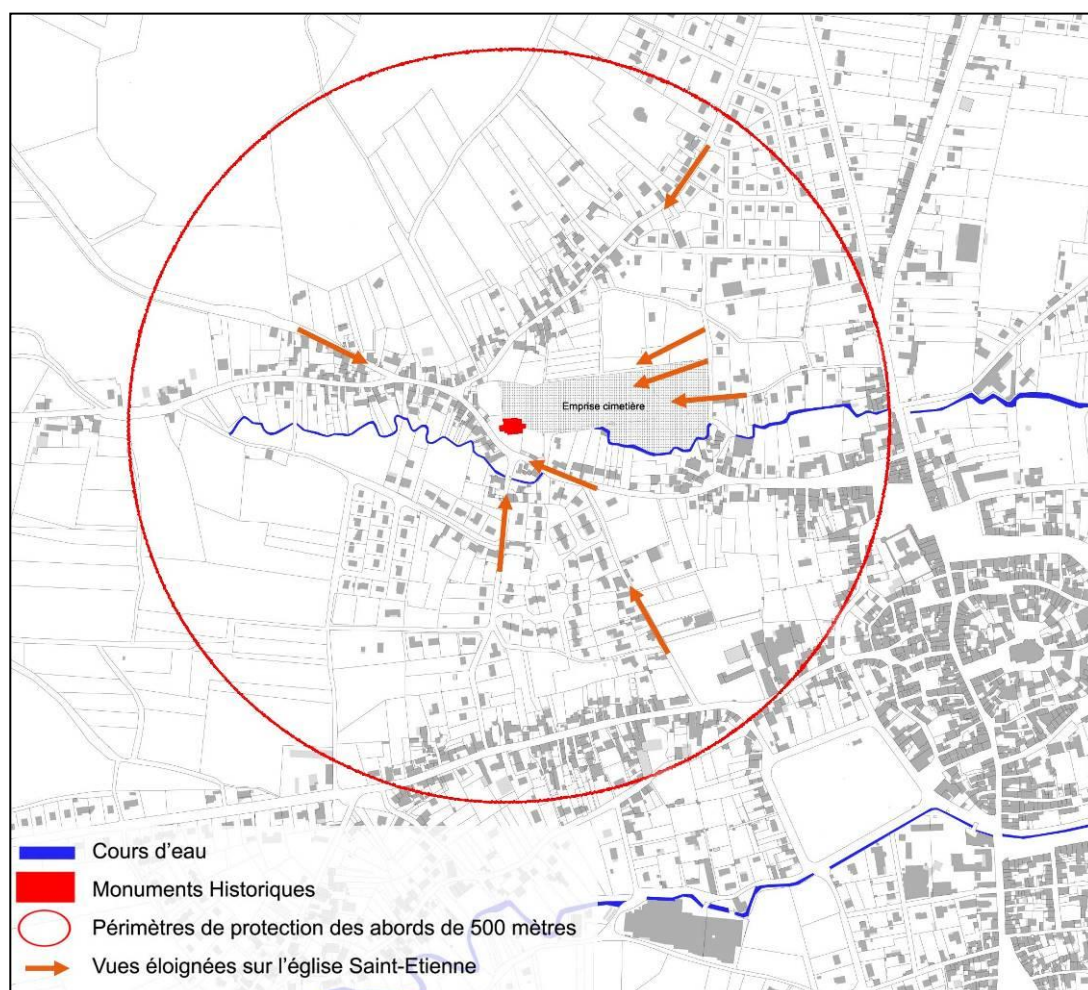 Emprise cimetière
Cours d'eau
Monuments Historiques
Périmètres de protection des abords de 500 mètres
Vues éloignées sur l'église Saint-Etienne